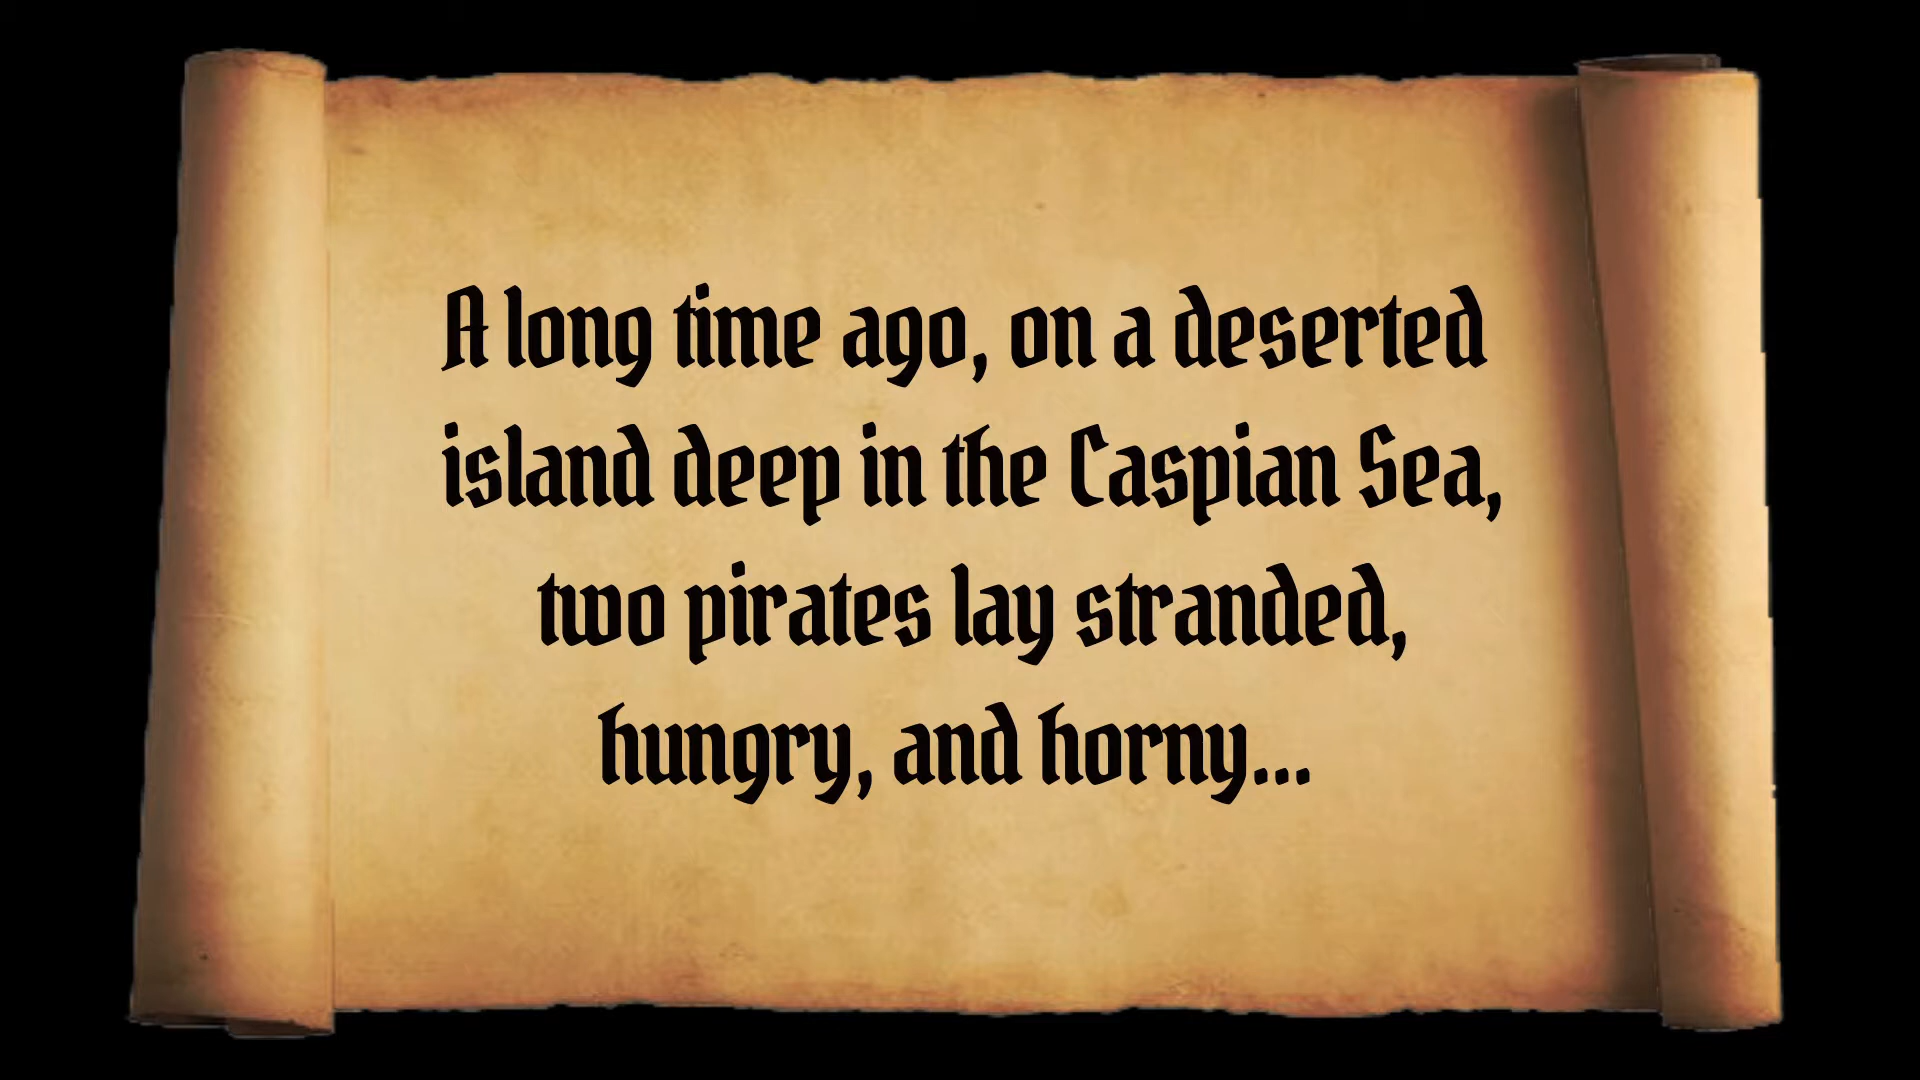 A long time ago, on a deserted
island deep in the Caspian Sea,
two pirates lay stranded,
hungry, and horny...